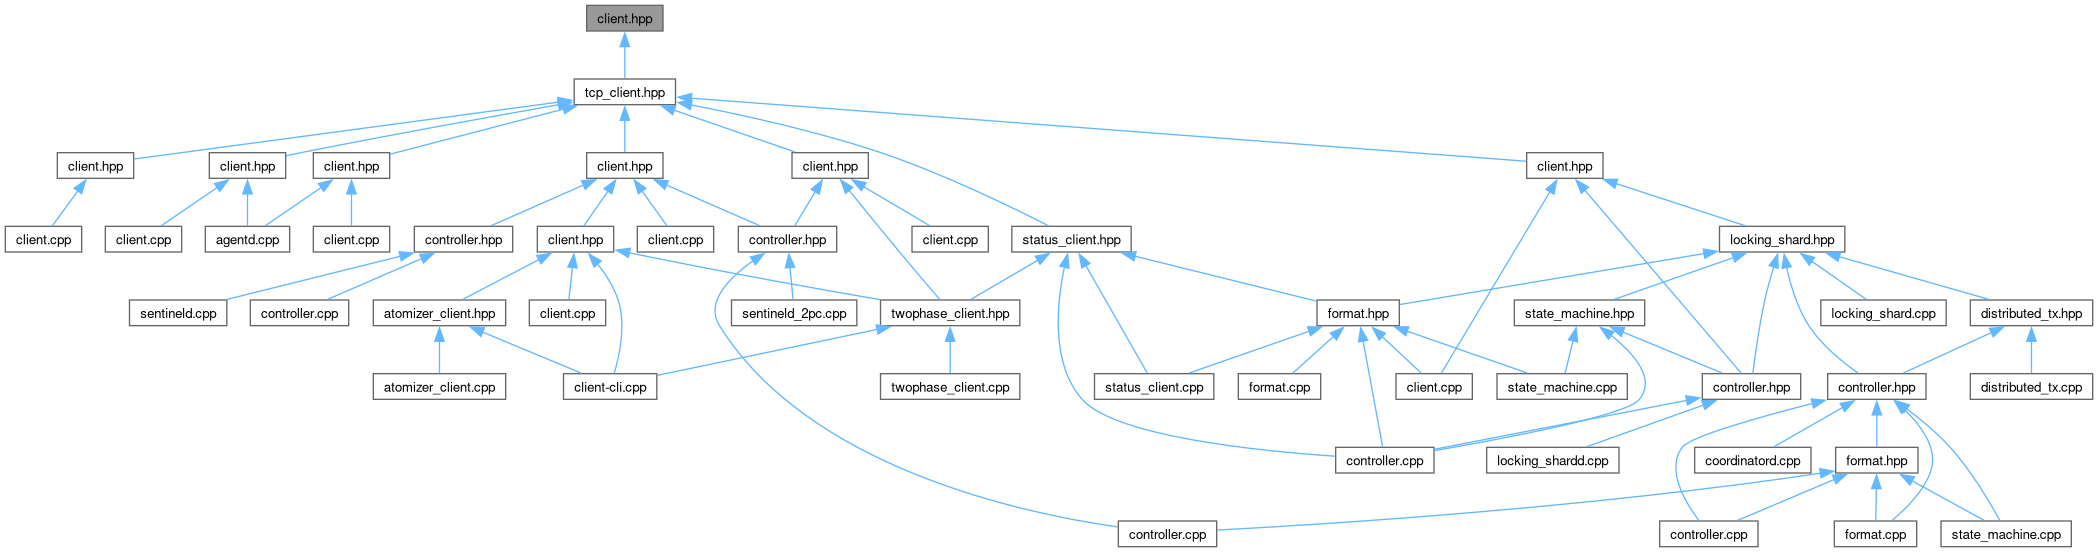 client.hpp
tcp_client.hpp
client.hpp
client.hpp
client.hpp
client.hpp
client.hpp
client.hpp
client.cpp
client.cpp
agentd.cpp
client.cpp
controller.hpp
client.hpp
client.cpp
controller.hpp
client.cpp
status_client.hpp
locking_shard.hpp
sentineld.cpp
controller.cpp
atomizer_client.hpp
client.cpp
sentineld_2pc.cpp
twophase_client.hpp
format.hpp
state_machine.hpp
locking_shard.cpp
distributed_tx.hpp
atomizer_client.cpp
client-cli.cpp
twophase_client.cpp
status_client.cpp
format.cpp
client.cpp
state_machine.cpp
controller.hpp
controller.hpp
distributed_tx.cpp
controller.cpp
locking_shardd.cpp
coordinatord.cpp
format.hpp
controller.cpp
controller.cpp
format.cpp
state_machine.cpp